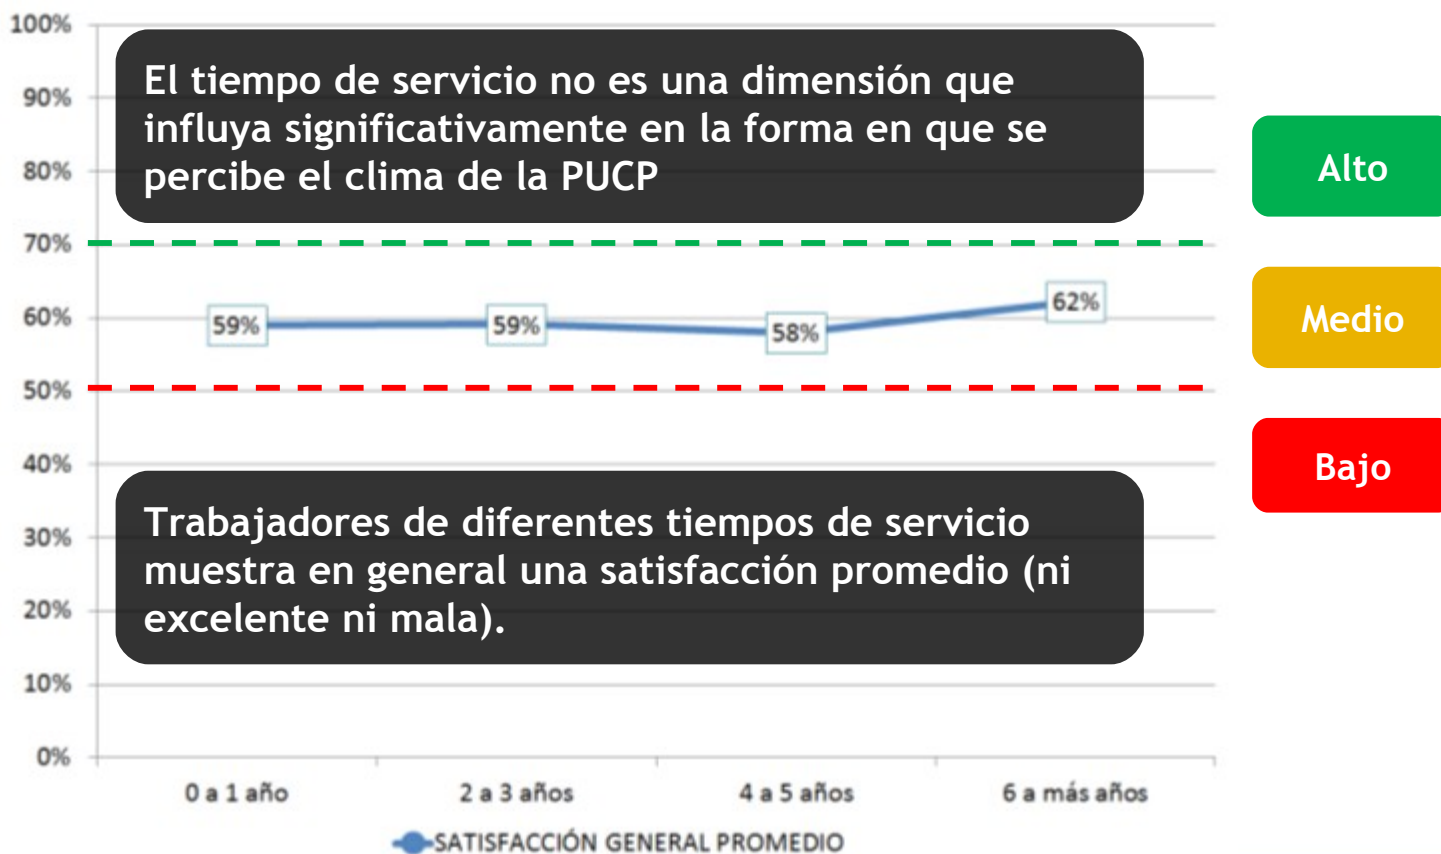 100%
El tiempo de servicio no es una dimensión que
influya significativamente en la forma en que se
percibe el clima de la PUCP
90%
80%
70%
60%
50%
40%
30%
20%
10%
0%
Alto
Medio
Bajo
59%
59%
58%
62%
Trabajadores de diferentes tiempos de servicio
muestra en general una satisfacción promedio (ni
excelente ni mala).
0 a 1 año
2 a 3 años
4 a 5 años
6 a más años
SATISFACCIÓN GENERAL PROMEDIO